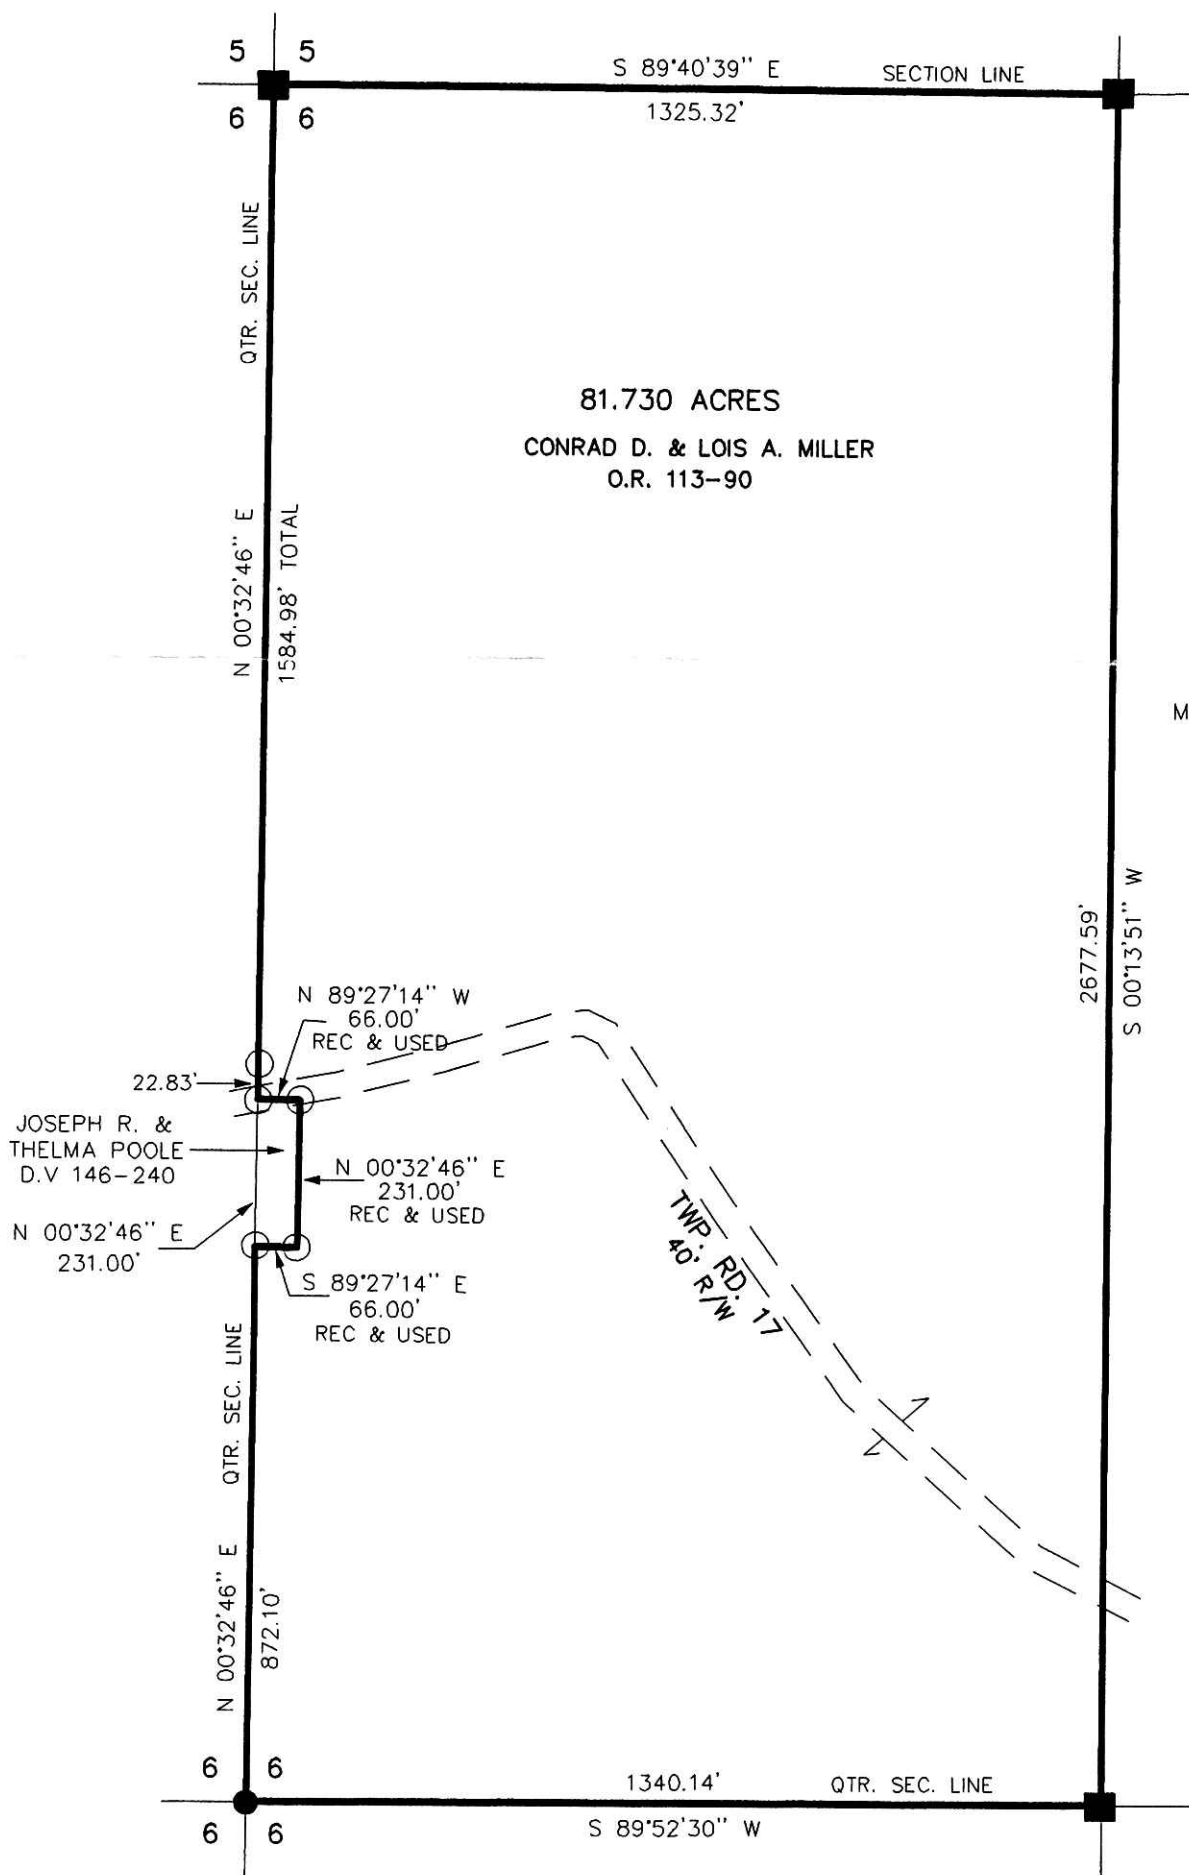 5 5
S 89°40'39" E SECTION LINE
6 6
1325.32'
QTR. SEC. LINE
81.730 ACRES
CONRAD D. & LOIS A. MILLER
O.R. 113-90
N 00°32'46" E
1584.98' TOTAL
M
2677.59'
S 00°13'51" W
N 89°27'14" W
66.00'
REC & USED
22.83'
JOSEPH R. &
THELMA POOLE
D.V 146-240
N 00°32'46" E
231.00'
REC & USED
N 00°32'46" E
231.00'
S 89°27'14" E
66.00'
REC & USED
TWP. RD. 17
40' R/W
QTR. SEC. LINE
N 00°32'46" E
872.10'
6 6
1340.14' QTR. SEC. LINE
6 6
S 89°52'30" W